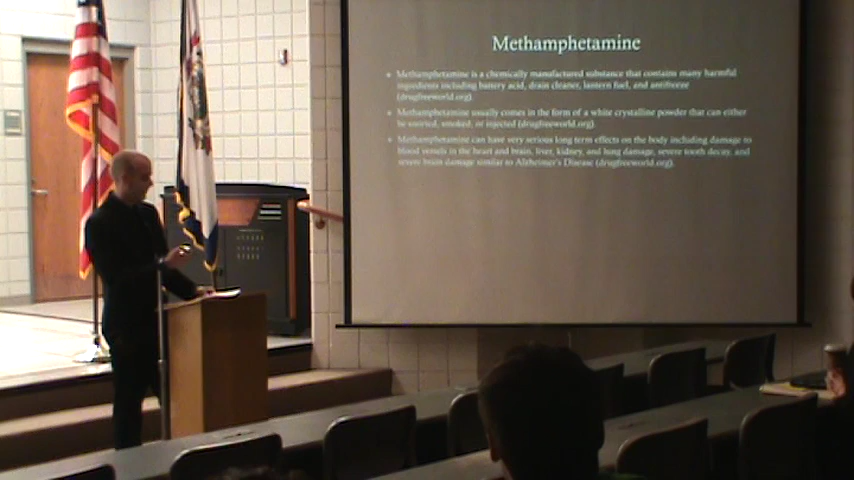 Methamphetamine
Methamphetamine is a chemically manufactured substance that contains many harmful
ingredients including battery acid, drain cleaner, lantern fuel, and antifreeze
(drugfreeworld.org).
Methamphetamine usually comes in the form of a white crystalline powder that can either
be snorted, smoked, or injected (drugfreeworld.org).
Methamphetamine can have very serious long term effects on the body including damage to
blood vessels in the heart and brain, liver, kidney, and lung damage, severe tooth decay, and
severe brain damage similar to Alzheimer's Disease (drugfreeworld.org).